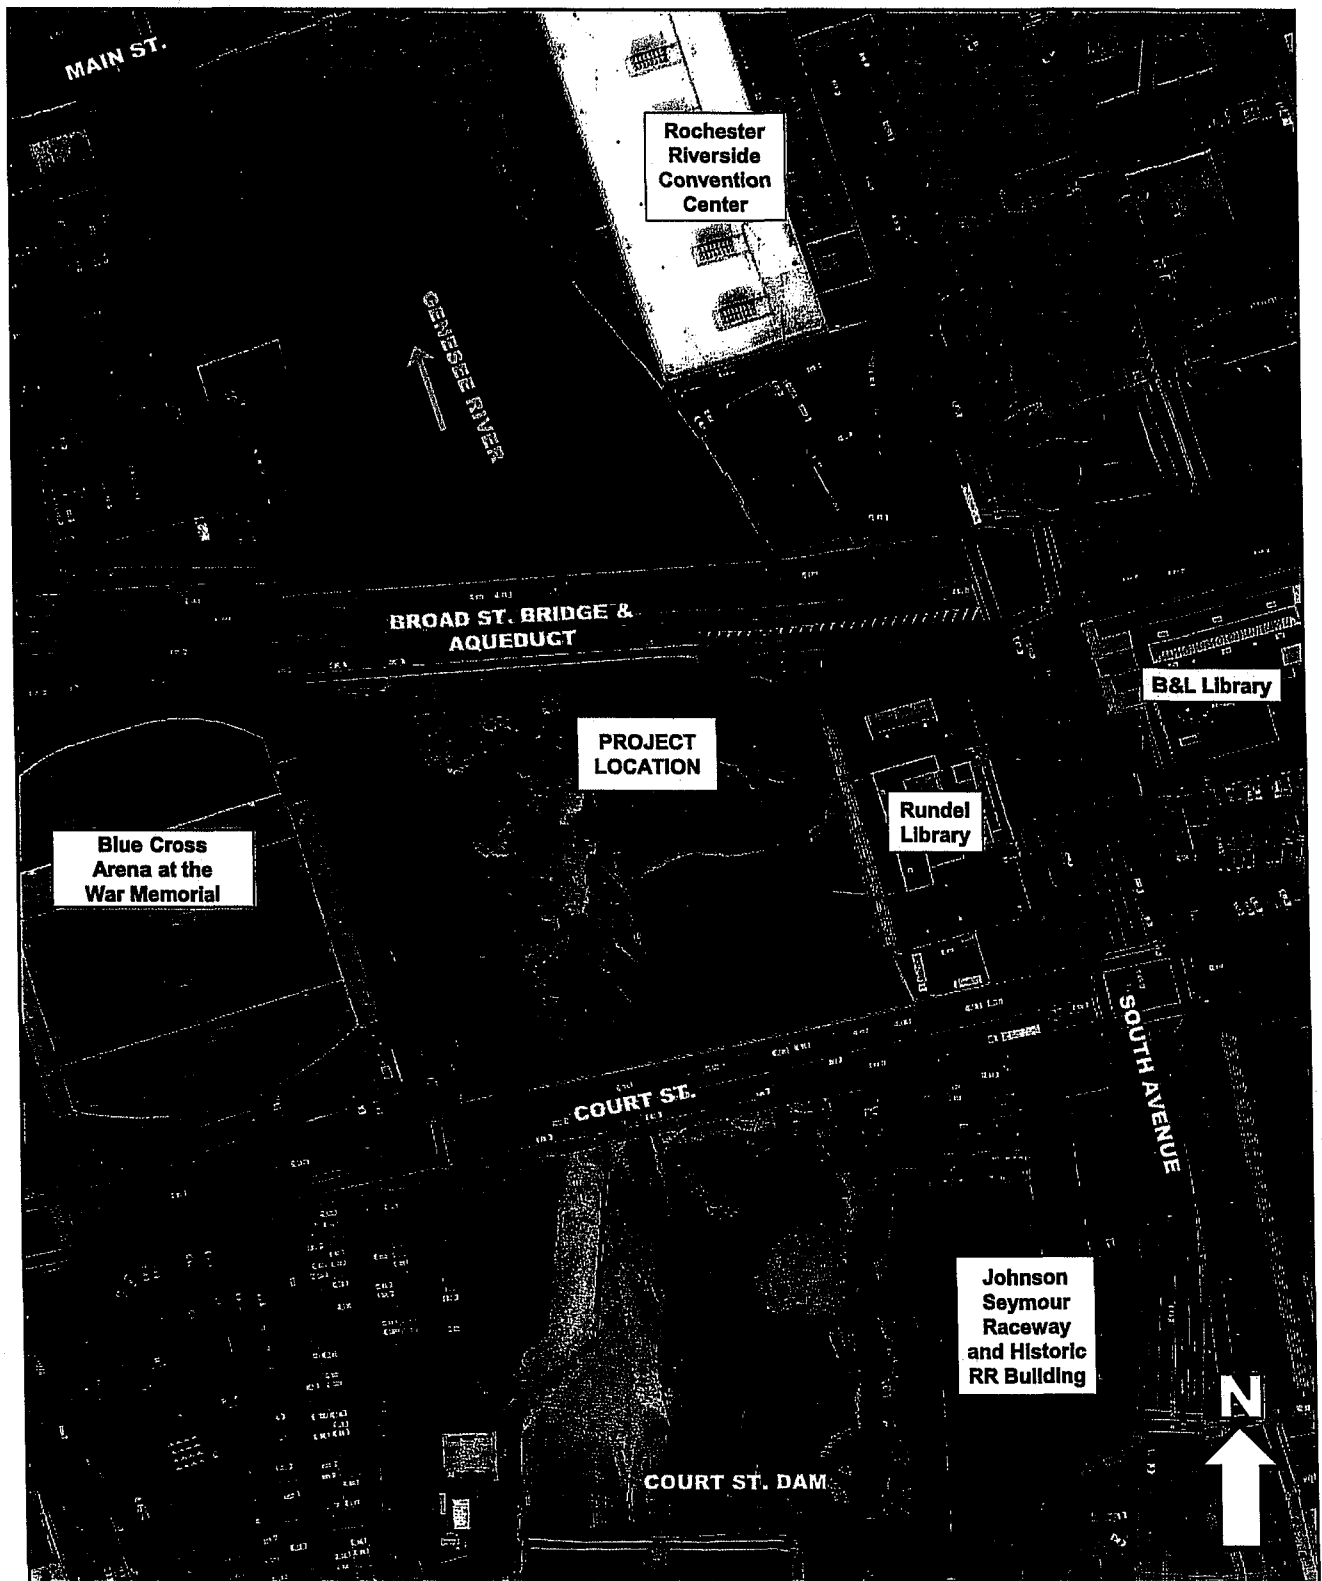 MAIN ST.
Rochester
Riverside
Convention
Center
GENESEE RIVER
BROAD ST. BRIDGE &
AQUEDUCT
B&L Library
PROJECT
LOCATION
Rundel
Library
Blue Cross
Arena at the
War Memorial
SOUTH AVENUE
COURT ST.
Johnson
Seymour
Raceway
and Historic
RR Building
N
COURT ST. DAM